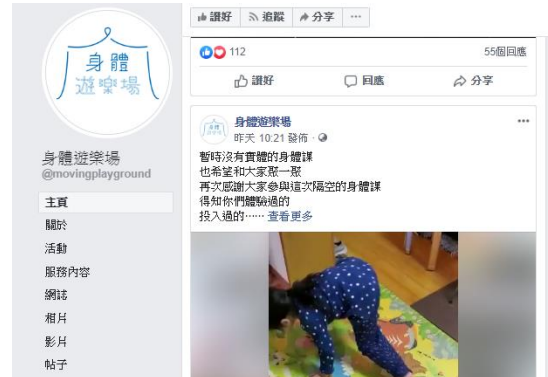 身體
遊樂場
身體遊樂場
@movingplayground
主頁
關於
活動
服務內容
網誌
相片
影片
帖子
讚好 追蹤 分享 ···
112 55個回應
讚好 回應 分享
身體遊樂場 ···
昨天 10:21 發佈 ·
暫時沒有實體的身體課
也希望和大家聚一聚
再次感謝大家參與這次隔空的身體課
得知你們體驗過的
投入過的⋯⋯ 查看更多